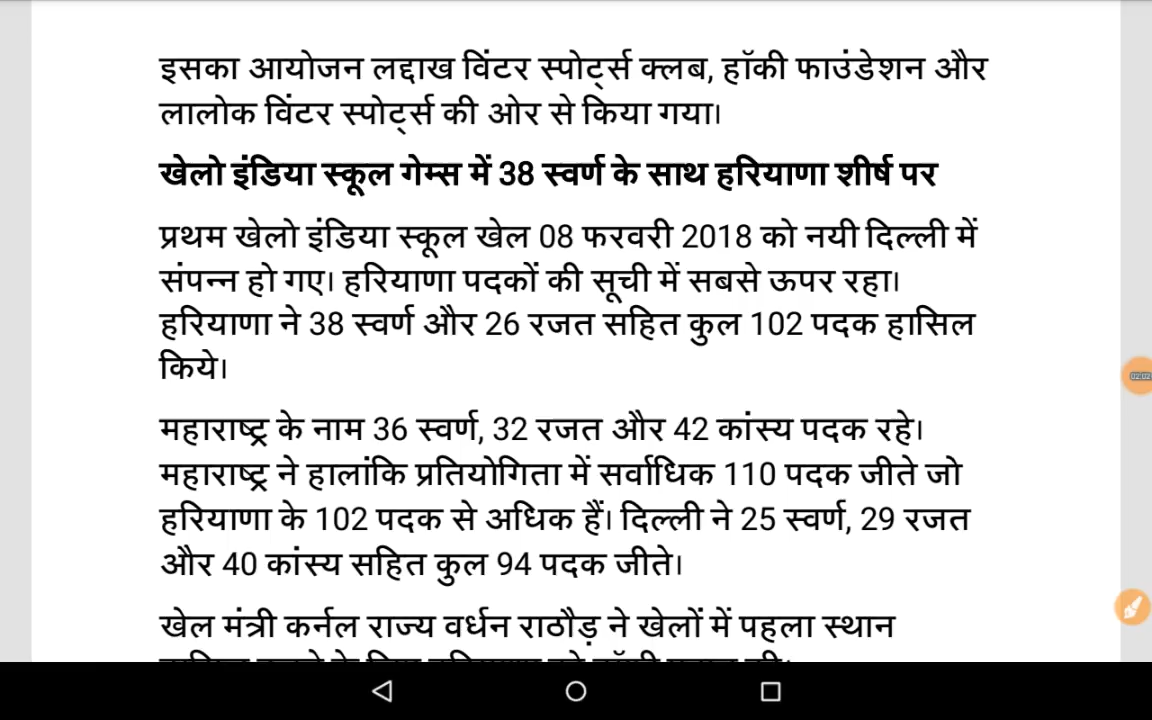 इसका आयोजन लद्दाख विंटर स्पोर्ट्स क्लब, हॉकी फाउंडेशन और
लालोक विंटर स्पोर्ट्स की ओर से किया गया।
खेलो इंडिया स्कूल गेम्स में 38 स्वर्ण के साथ हरियाणा शीर्ष पर
प्रथम खेलो इंडिया स्कूल खेल 08 फरवरी 2018 को नयी दिल्ली में
संपन्न हो गए। हरियाणा पदकों की सूची में सबसे ऊपर रहा।
हरियाणा ने 38 स्वर्ण और 26 रजत सहित कुल 102 पदक हासिल
किये।
महाराष्ट्र के नाम 36 स्वर्ण, 32 रजत और 42 कांस्य पदक रहे।
महाराष्ट्र ने हालांकि प्रतियोगिता में सर्वाधिक 110 पदक जीते जो
हरियाणा के 102 पदक से अधिक हैं। दिल्ली ने 25 स्वर्ण, 29 रजत
और 40 कांस्य सहित कुल 94 पदक जीते।
खेल मंत्री कर्नल राज्य वर्धन राठौड़ ने खेलों में पहला स्थान